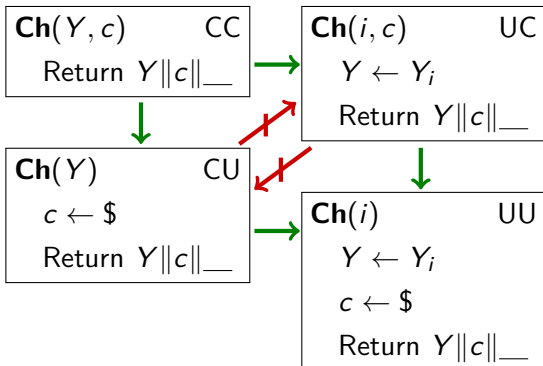 Ch(Y, c) CC
Return Y∥c∥__
Ch(i, c) UC
Y ← Y_i
Return Y∥c∥__
Ch(Y) CU
c ← $
Return Y∥c∥__
Ch(i) UU
Y ← Y_i
c ← $
Return Y∥c∥__